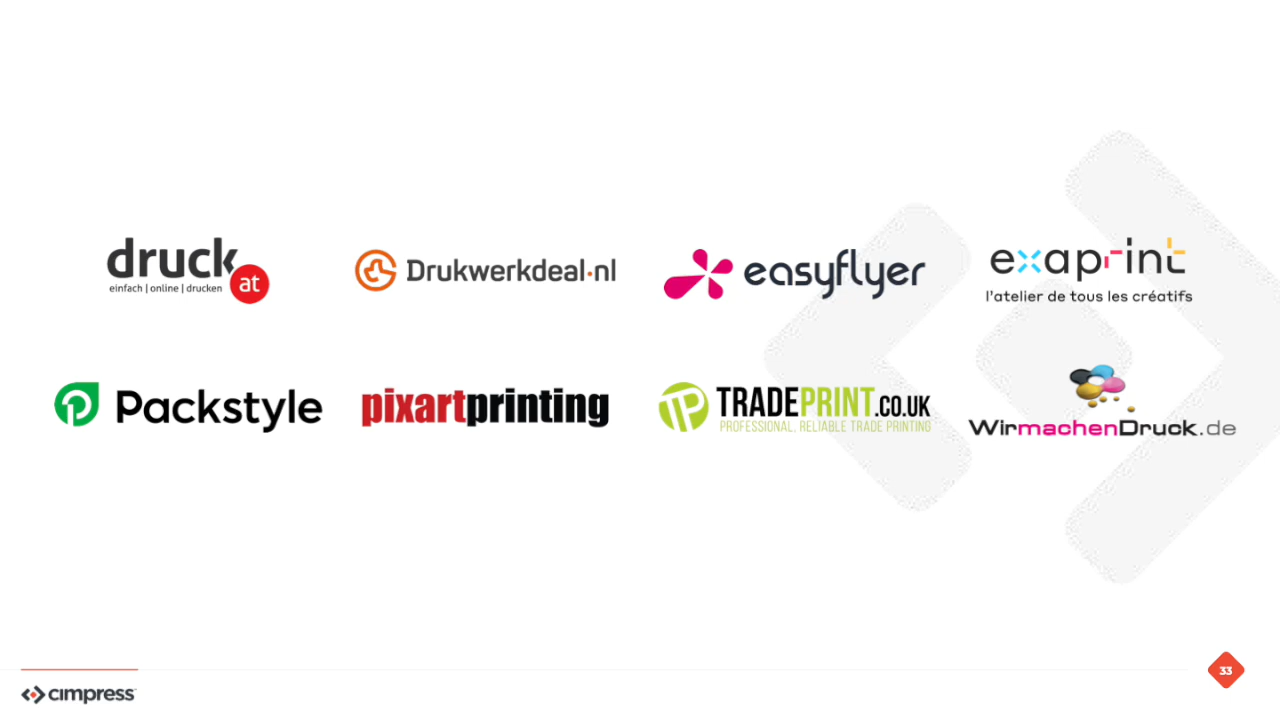 druck
at
einfach | online | drucken
Drukwerkdeal.nl
easyflyer
exaprint
l'atelier de tous les créatifs
Packstyle
pixartprinting
TP
TRADEPRINT.CO.UK
PROFESSIONAL, RELIABLE TRADE PRINTING
WirmachenDruck.de
33
cimpress